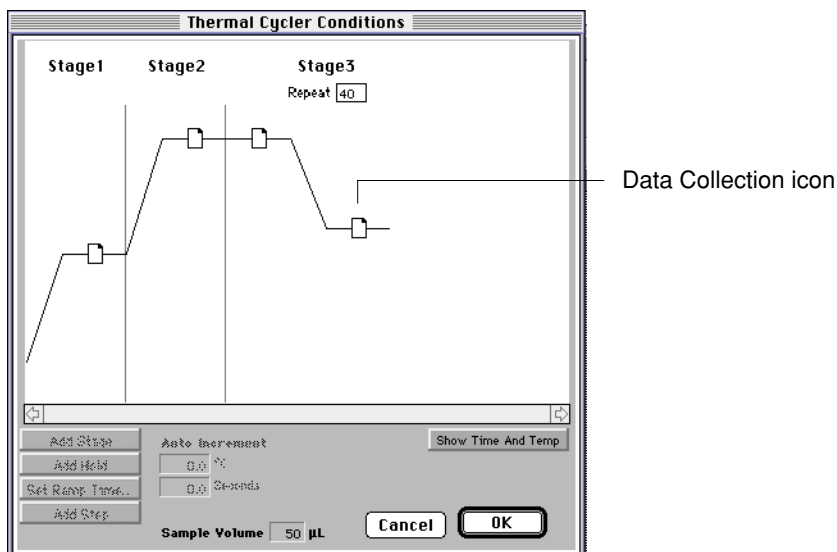 Thermal Cycler Conditions
Stage1 Stage2 Stage3
Repeat 40
Data Collection icon
Add Stage
Auto Increment
Show Time And Temp
Add Hold
0.0 °C
Set Ramp Time..
0.0 Seconds
Add Step
Sample Volume 50 µL
Cancel
OK